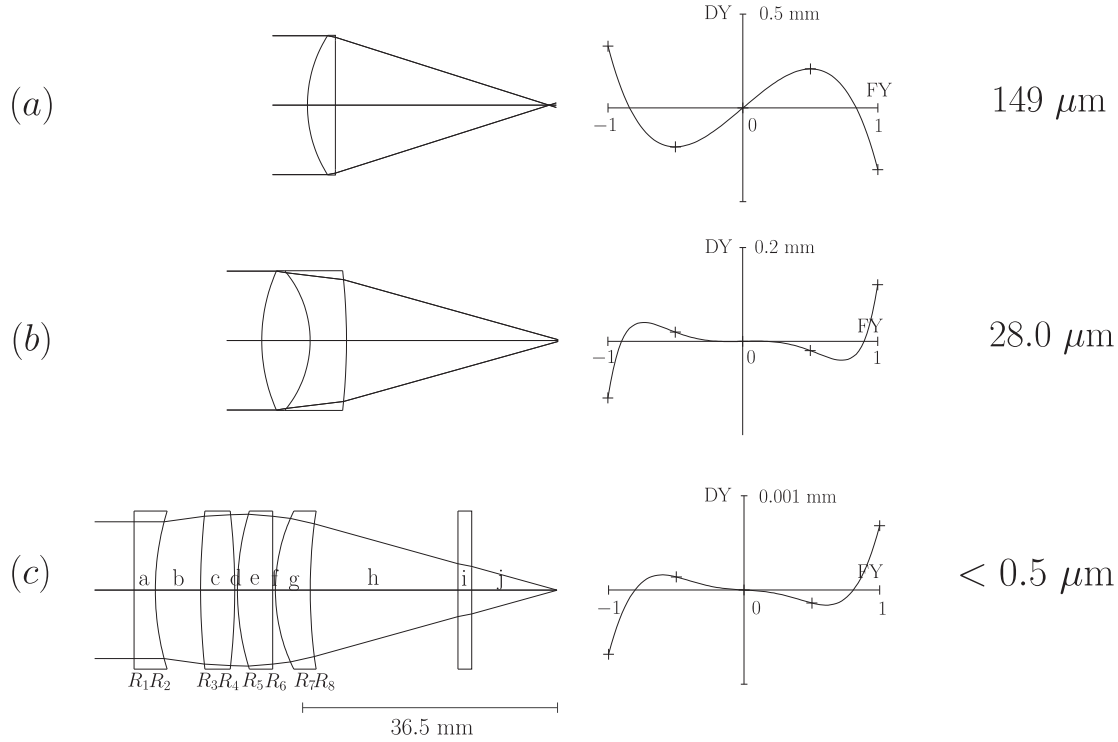 (a)
DY
0.5 mm
FY
−1
0
1
149 μm
(b)
DY
0.2 mm
FY
−1
0
1
28.0 μm
(c)
a b c d e f g h i j
R₁R₂ R₃R₄ R₅ R₆ R₇R₈
36.5 mm
DY
0.001 mm
FY
−1
0
1
< 0.5 μm